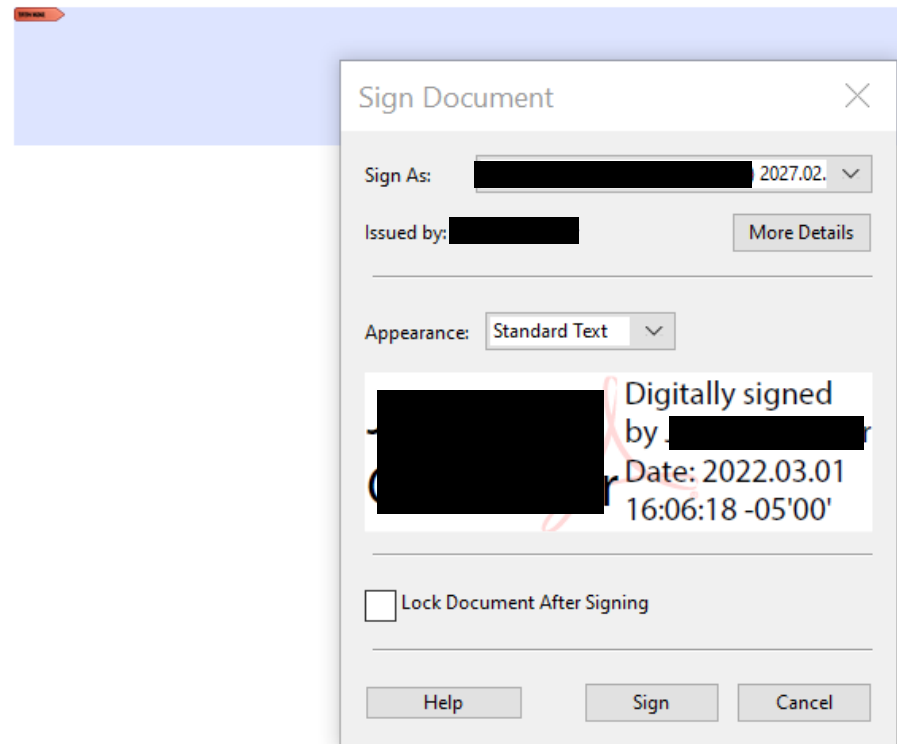 Sign Document
Sign As: 2027.02.
Issued by: More Details
Appearance: Standard Text
Digitally signed
by
Date: 2022.03.01
16:06:18 -05'00'
Lock Document After Signing
Help Sign Cancel